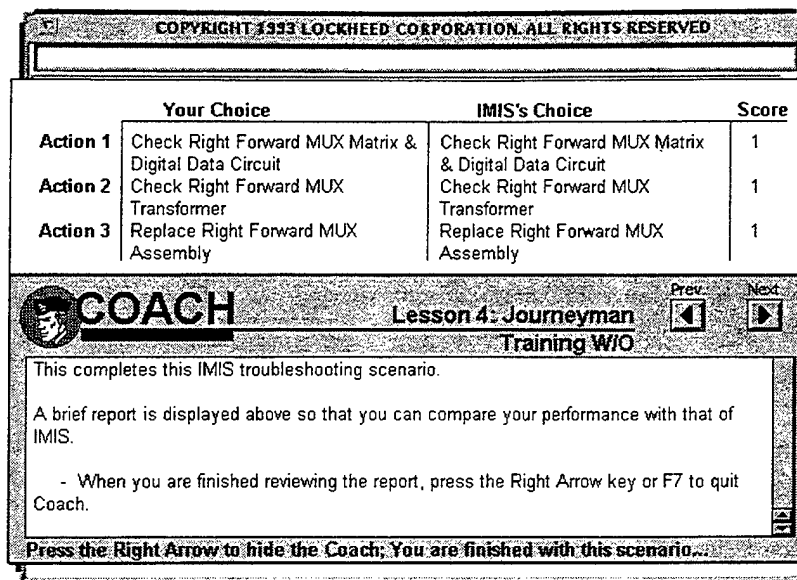 COPYRIGHT 1993 LOCKHEED CORPORATION. ALL RIGHTS RESERVED
Your Choice IMIS's Choice Score
Action 1 Check Right Forward MUX Matrix & Check Right Forward MUX Matrix 1
Digital Data Circuit & Digital Data Circuit
Action 2 Check Right Forward MUX Check Right Forward MUX 1
Transformer Transformer
Action 3 Replace Right Forward MUX Replace Right Forward MUX 1
Assembly Assembly
COACH Lesson 4: Journeyman Prev Next
Training W/O
This completes this IMIS troubleshooting scenario.
A brief report is displayed above so that you can compare your performance with that of
IMIS.
- When you are finished reviewing the report, press the Right Arrow key or F7 to quit
Coach.
Press the Right Arrow to hide the Coach; You are finished with this scenario...